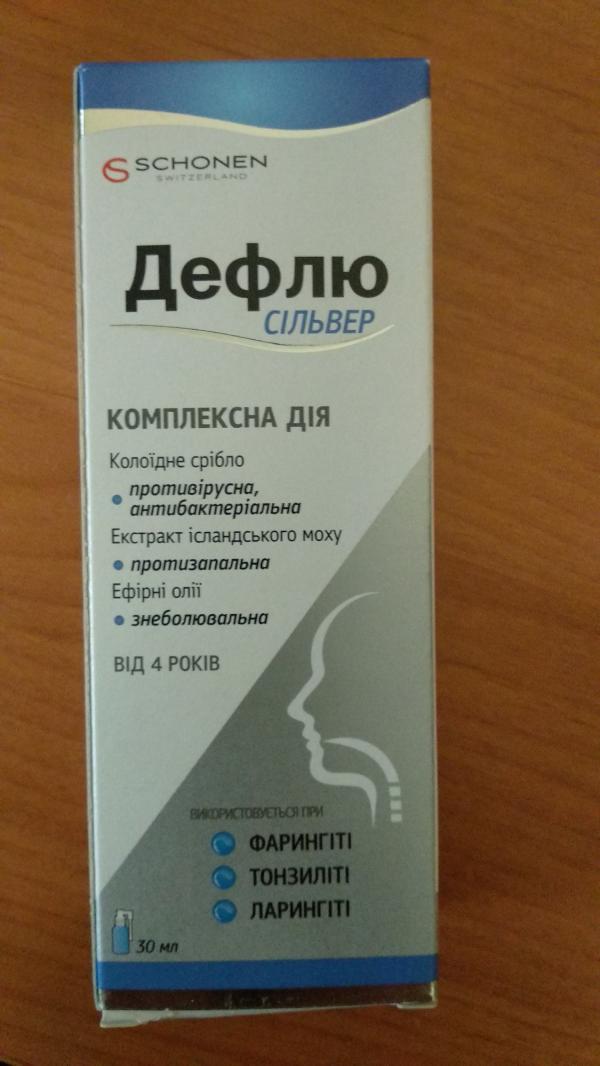 SCHONEN
SWITZERLAND
Дефлю
СІЛЬВЕР
КОМПЛЕКСНА ДІЯ
Колоїдне срібло
противірусна,
антибактеріальна
Екстракт ісландського моху
протизапальна
Ефірні олії
знеболювальна
ВІД 4 РОКІВ
ВИКОРИСТОВУЄТЬСЯ ПРИ
ФАРИНГІТІ
ТОНЗИЛІТІ
ЛАРИНГІТІ
30 мл